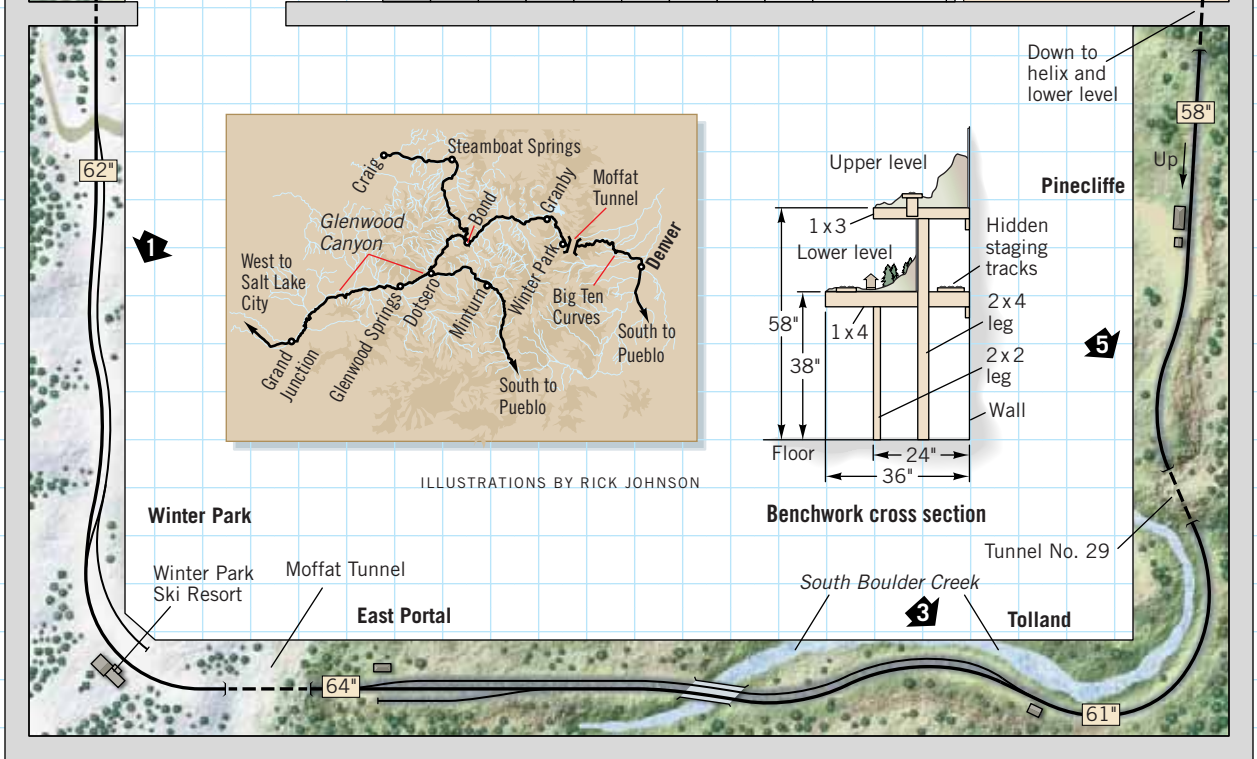 Down to
helix and
lower level
58"
62"
Up
Pinecliffe
1
5
Craig
Steamboat Springs
Bond
Granby
Moffat
Tunnel
Glenwood
Canyon
West to
Salt Lake
City
Denver
Winter Park
Big Ten
Curves
Dotsero
Minturn
Glenwood Springs
Grand
Junction
South to
Pueblo
South to
Pueblo
Upper level
1 x 3
Lower level
Hidden
staging
tracks
2 x 4
leg
58"
1 x 4
38"
2 x 2
leg
Wall
Floor
24"
36"
ILLUSTRATIONS BY RICK JOHNSON
Benchwork cross section
Winter Park
Winter Park
Ski Resort
Moffat Tunnel
East Portal
64"
Tunnel No. 29
South Boulder Creek
3
Tolland
61"